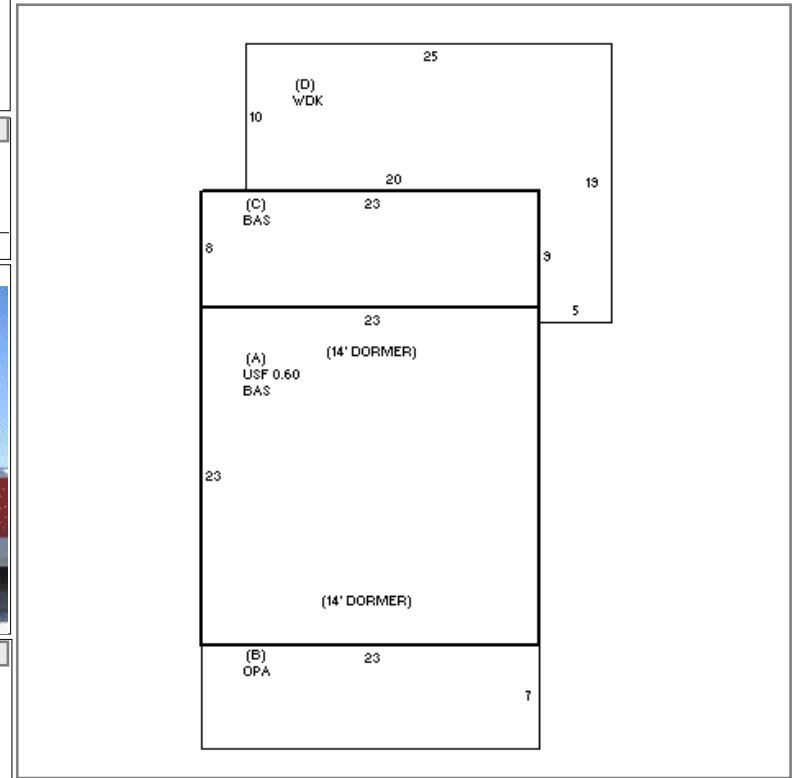 25
(D)
WDK
10
20
19
(C)
BAS
23
8
9
5
23
(A)
USF 0.60
BAS
(14' DORMER)
23
(14' DORMER)
(B)
OPA
23
7